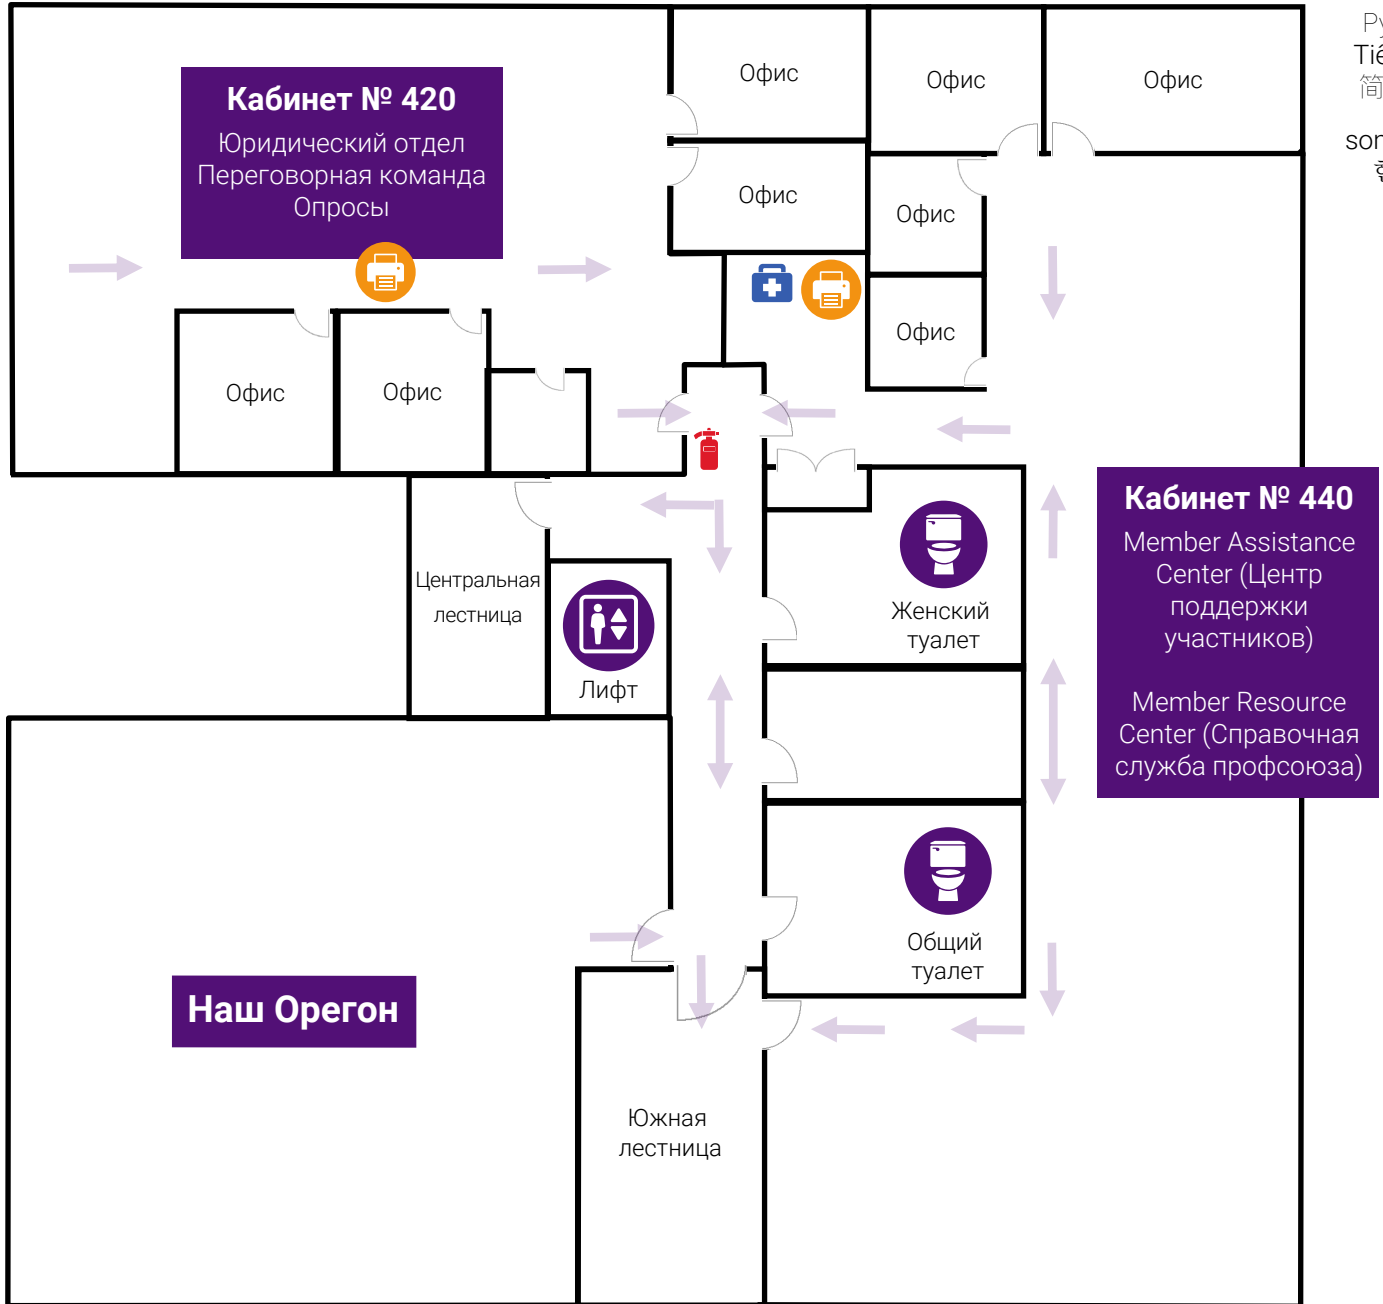 Кабинет № 420
Юридический отдел
Переговорная команда
Опросы
Офис
Офис
Офис
Офис
Офис
Офис
Офис
Офис
Кабинет № 440
Member Assistance
Center (Центр
поддержки
участников)
Member Resource
Center (Справочная
служба профсоюза)
Женский
туалет
Центральная
лестница
Лифт
Общий
туалет
Наш Орегон
Южная
лестница